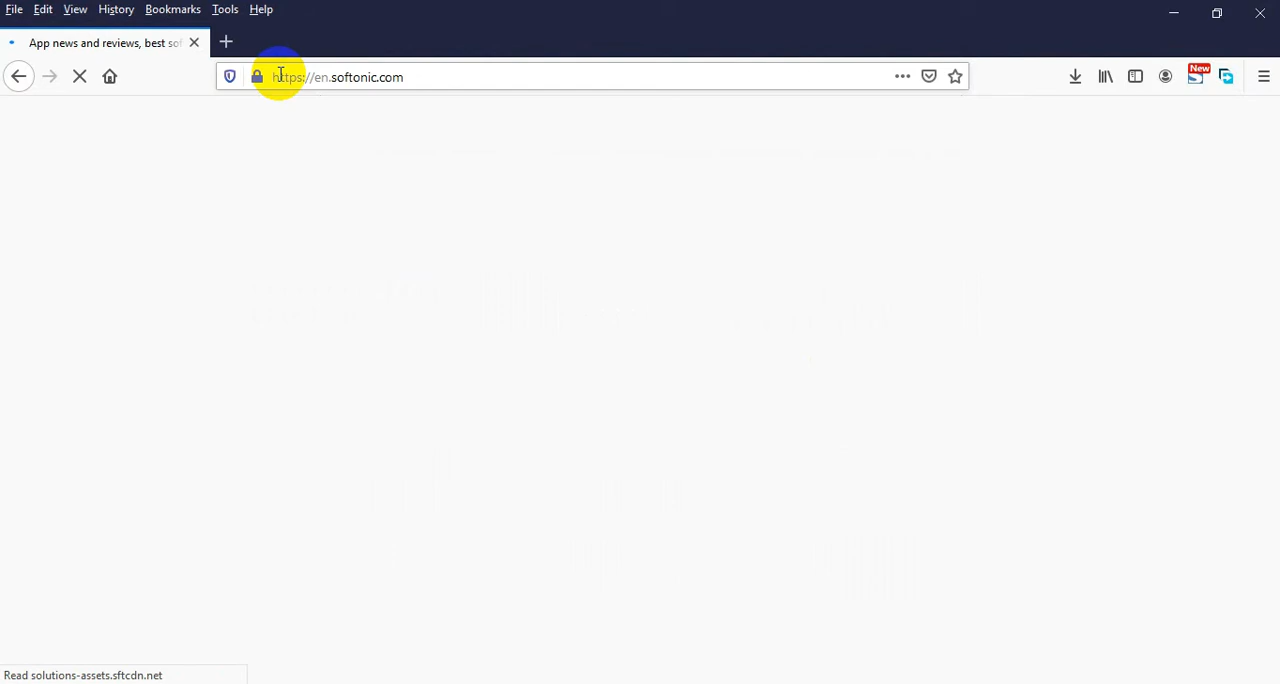 File Edit View History Bookmarks Tools Help
App news and reviews, best so
https://en.softonic.com
New
Read solutions-assets.sftcdn.net